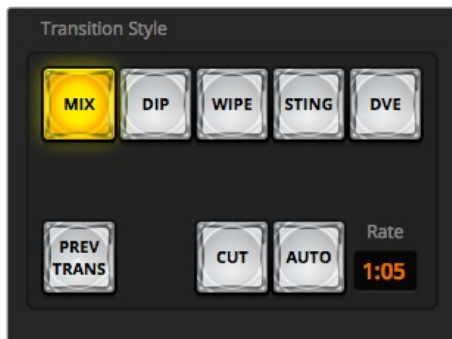 Transition Style
MIX DIP WIPE STING DVE
PREV
TRANS
CUT AUTO
Rate
1:05